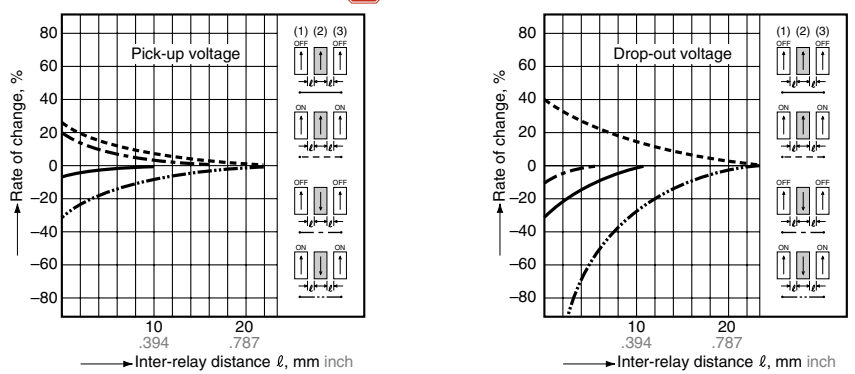 Pick-up voltage
Rate of change, %
80
60
40
20
0
−20
−40
−60
−80
10
.394
20
.787
Inter-relay distance ℓ, mm inch
(1) (2) (3)
OFF OFF
ℓ ℓ
ON ON
ℓ ℓ
OFF OFF
ℓ ℓ
ON ON
ℓ ℓ
Drop-out voltage
Rate of change, %
80
60
40
20
0
−20
−40
−60
−80
10
.394
20
.787
Inter-relay distance ℓ, mm inch
(1) (2) (3)
OFF OFF
ℓ ℓ
ON ON
ℓ ℓ
OFF OFF
ℓ ℓ
ON ON
ℓ ℓ